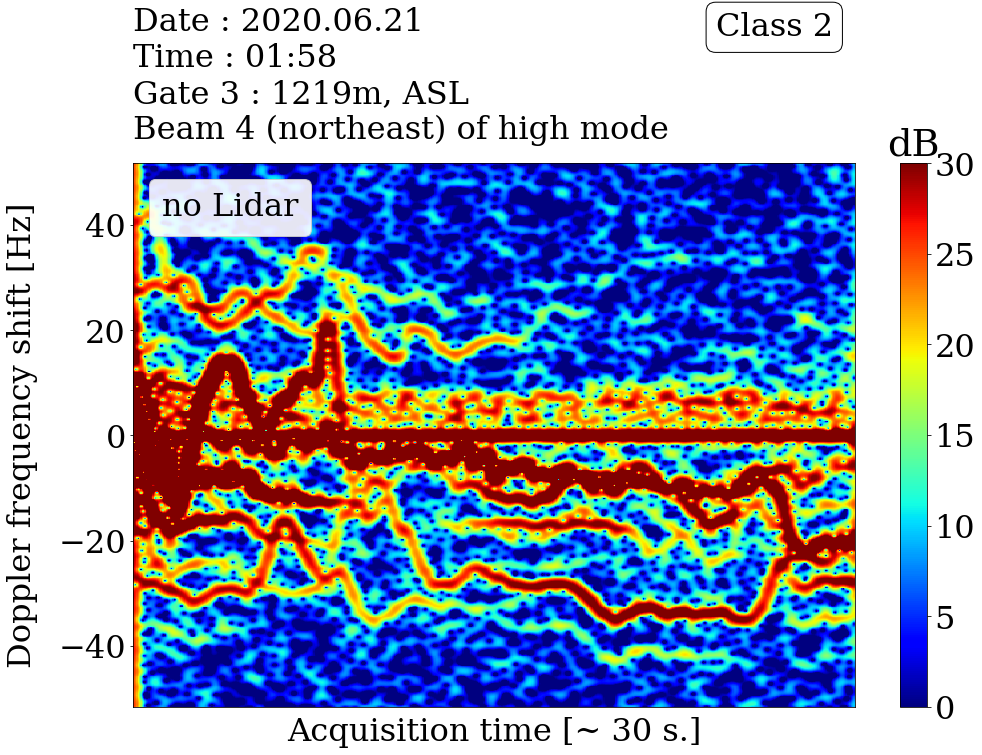 Date : 2020.06.21
Time : 01:58
Gate 3 : 1219m, ASL
Beam 4 (northeast) of high mode
Class 2
dB
no Lidar
Doppler frequency shift [Hz]
40
20
0
−20
−40
30
25
20
15
10
5
0
Acquisition time [~ 30 s.]